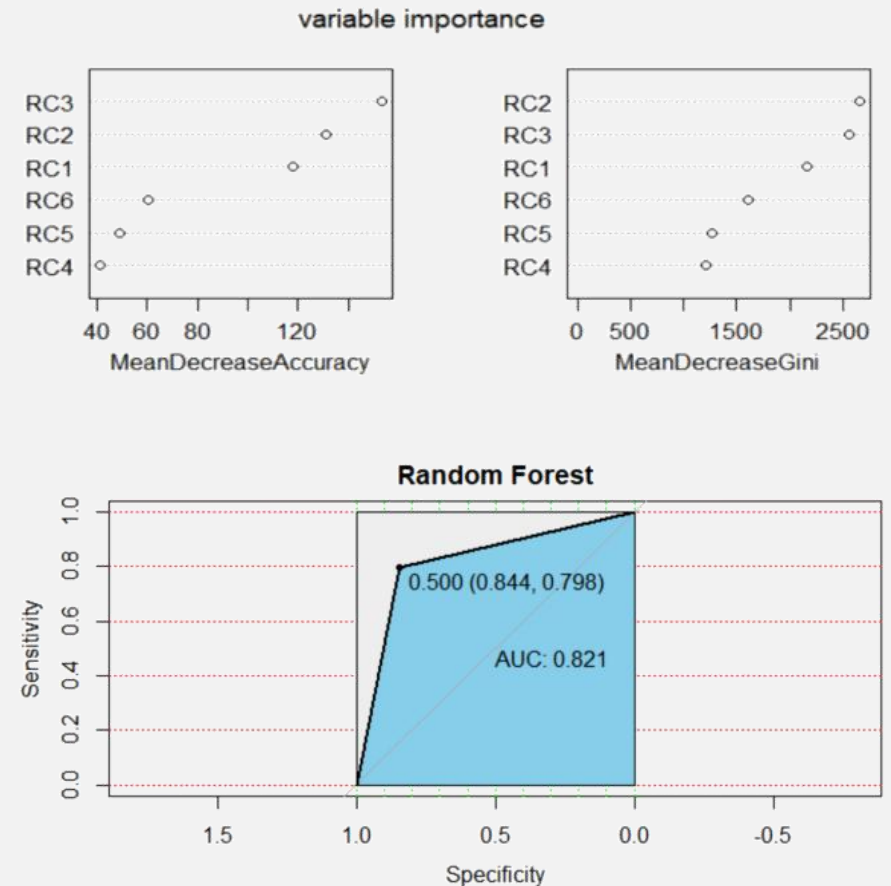 variable importance
RC3
RC2
RC1
RC6
RC5
RC4
40 60 80 120
MeanDecreaseAccuracy
RC2
RC3
RC1
RC6
RC5
RC4
0 500 1500 2500
MeanDecreaseGini
Random Forest
Sensitivity
1.0
0.8
0.6
0.4
0.2
0.0
0.500 (0.844, 0.798)
AUC: 0.821
1.5 1.0 0.5 0.0 -0.5
Specificity